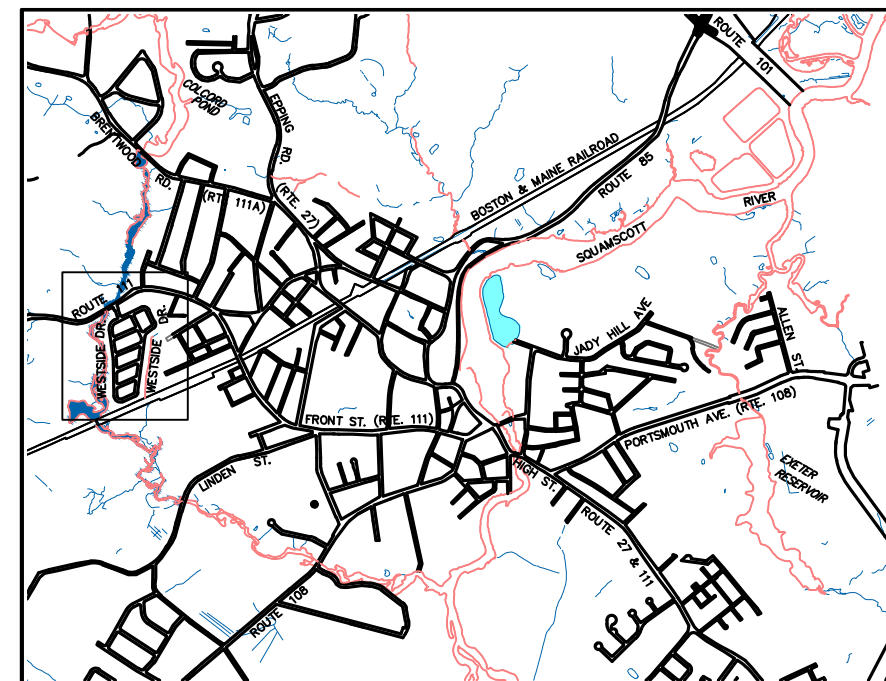 ROUTE
101
COLCORD
POND
BRENTWOOD
RD.
EPPING RD.
(RTE. 111A)
(RTE. 27)
BOSTON & MAINE RAILROAD
ROUTE 85
SQUAMSCOTT
RIVER
ROUTE 111
WESTSIDE DR.
WESTSIDE DR.
JADY HILL AVE
ALLEN ST.
FRONT ST. (RTE. 111)
PORTSMOUTH AVE. (RTE. 108)
LINDEN ST.
HIGH ST.
EXETER
RESERVOIR
ROUTE 27 & 111
ROUTE 108